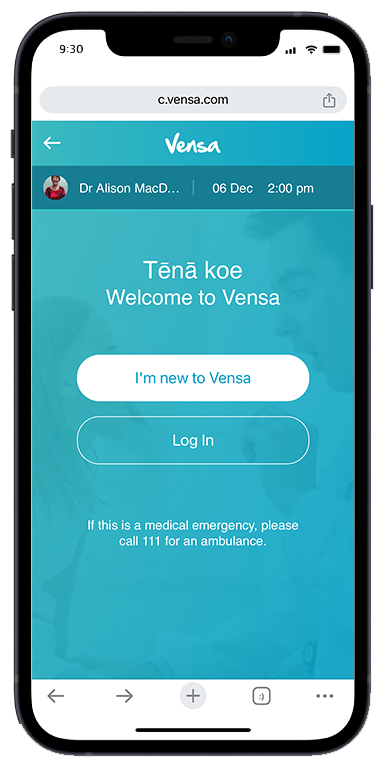 9:30
c.vensa.com
Vensa
Dr Alison MacD... 06 Dec 2:00 pm
Tēnā koe
Welcome to Vensa
I'm new to Vensa
Log In
If this is a medical emergency, please
call 111 for an ambulance.
:)